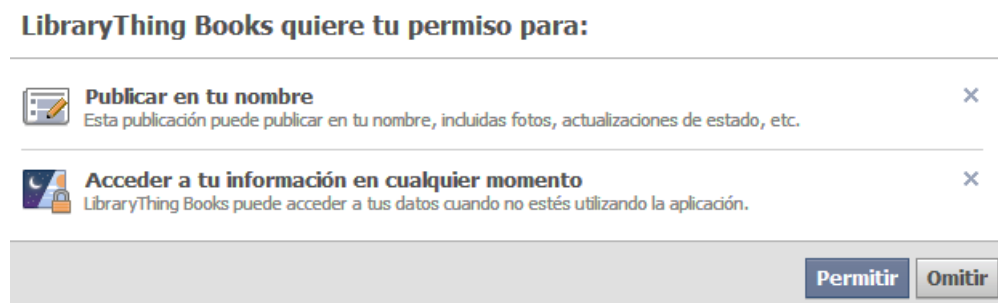 LibraryThing Books quiere tu permiso para:
Publicar en tu nombre
Esta publicación puede publicar en tu nombre, incluidas fotos, actualizaciones de estado, etc.
Acceder a tu información en cualquier momento
LibraryThing Books puede acceder a tus datos cuando no estés utilizando la aplicación.
Permitir Omitir